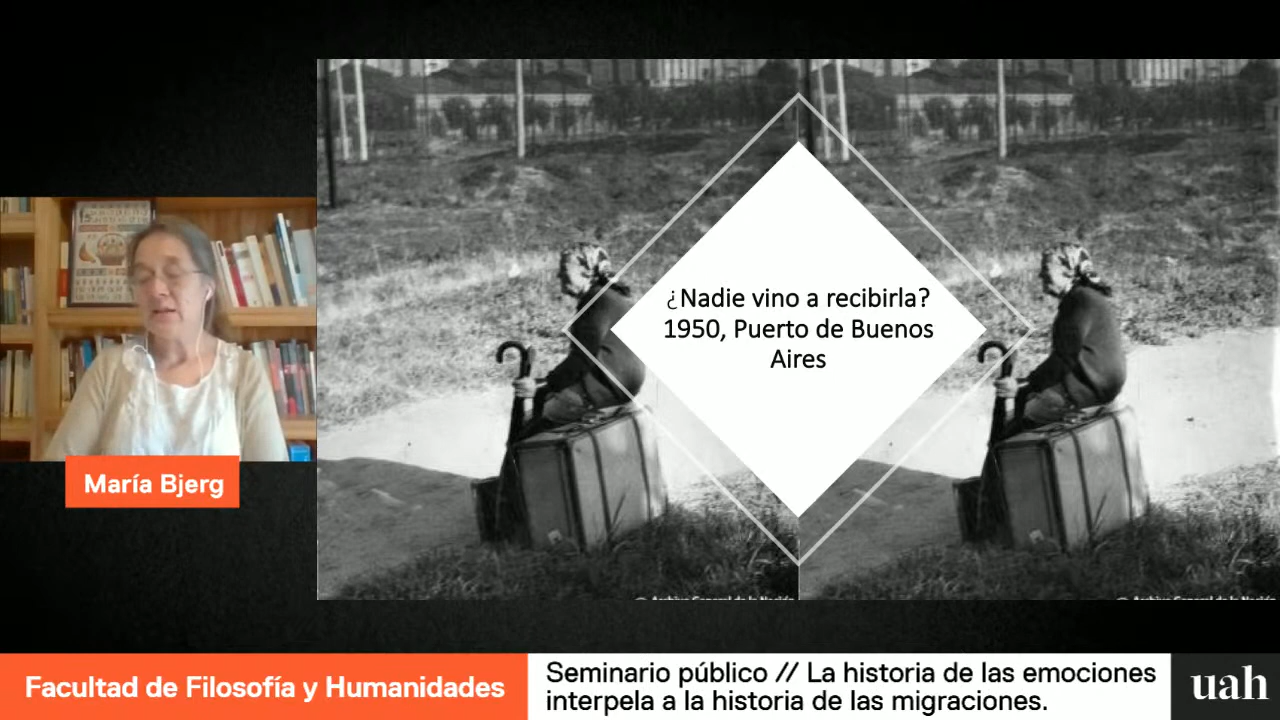 ¿Nadie vino a recibirla?
1950, Puerto de Buenos
Aires
María Bjerg
Facultad de Filosofía y Humanidades
Seminario público // La historia de las emociones
interpela a la historia de las migraciones.
uah